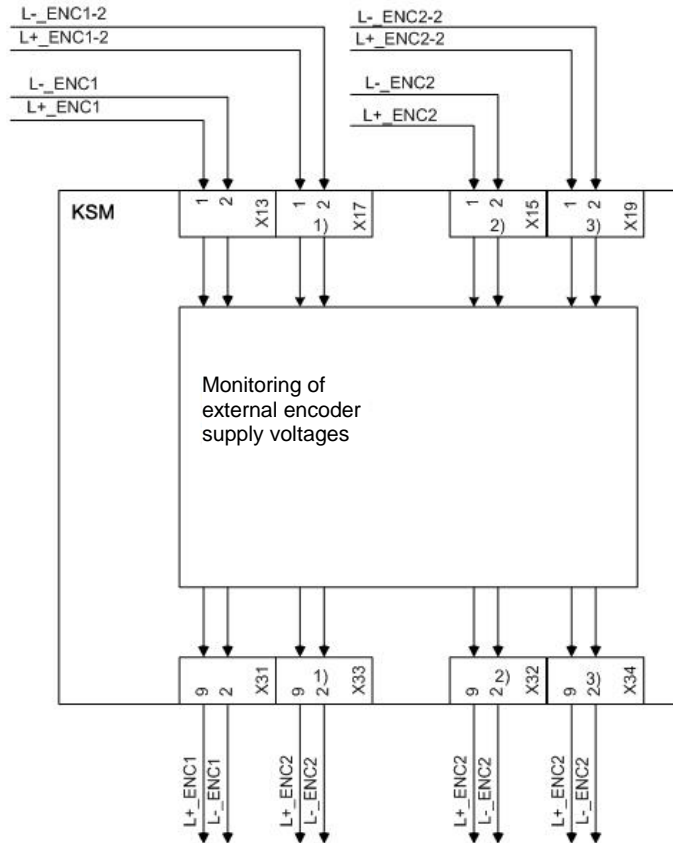 L-_ENC1-2
L+_ENC1-2
L-_ENC1
L+_ENC1
L-_ENC2-2
L+_ENC2-2
L-_ENC2
L+_ENC2
KSM
1 2 X13
1 2 1) X17
1 2 2) X15
1 2 3) X19
Monitoring of
external encoder
supply voltages
9 2 X31
9 2 1) X33
9 2 2) X32
9 2 3) X34
L+_ENC1
L-_ENC1
L+_ENC2
L-_ENC2
L+_ENC2
L-_ENC2
L+_ENC2
L-_ENC2